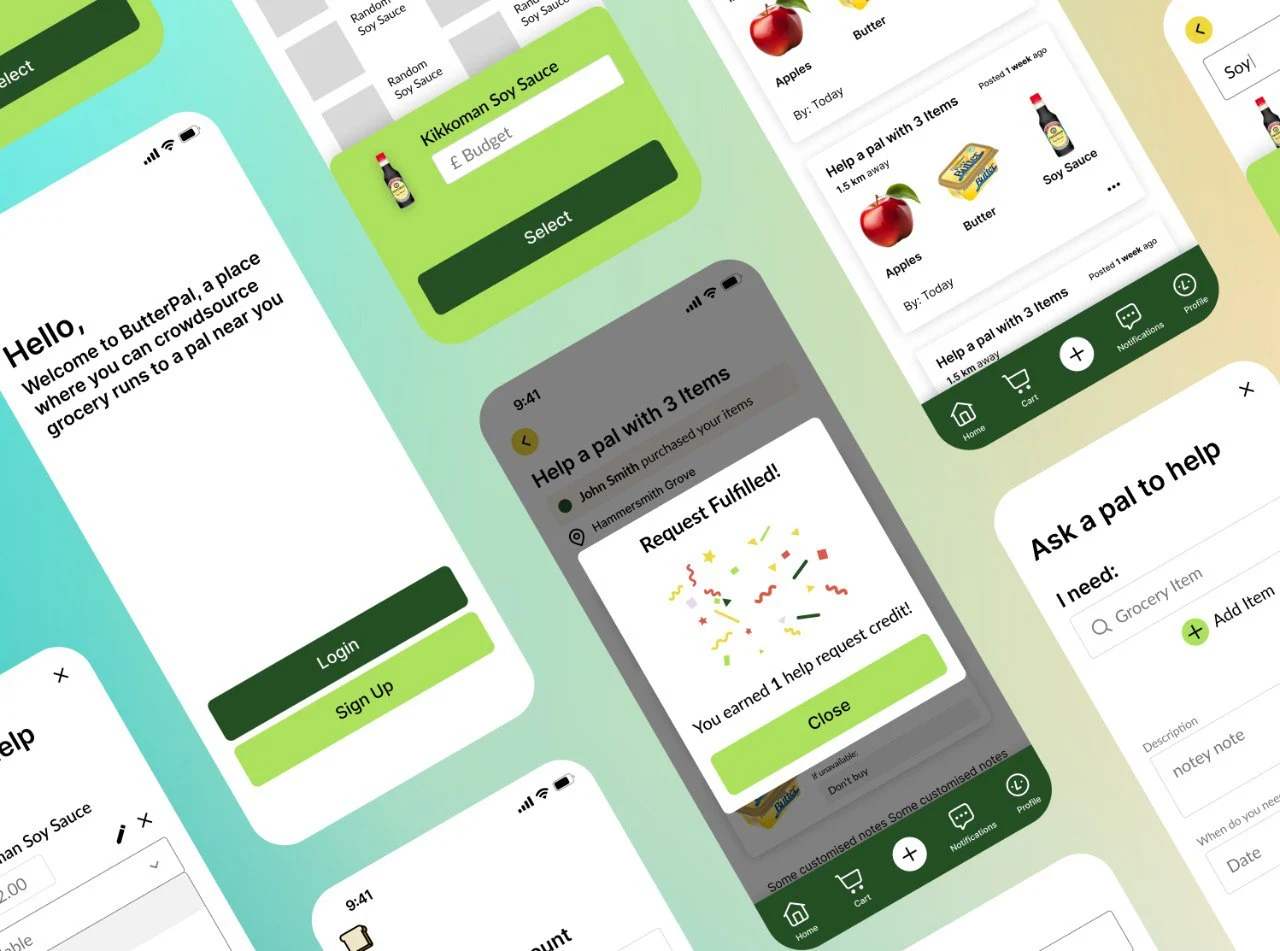 elect
Random
Soy Sauce
Random
Soy Sauce
Kikkoman Soy Sauce
£ Budget
Select
Hello,
Welcome to ButterPal, a place
where you can crowdsource
grocery runs to a pal near you
Login
Sign Up
Apples
Butter
By: Today
Posted 1 week ago
Help a pal with 3 Items
1.5 km away
Apples
Butter
Soy Sauce
By: Today
Posted 1 week ago
Help a pal with 3 Items
1.5 km away
Home
Cart
Notifications
Profile
Soy
9:41
Help a pal with 3 Items
John Smith purchased your items
Hammersmith Grove
Request Fulfilled!
You earned 1 help request credit!
Close
If unavailable:
Don't buy
Some customised notes Some customised notes
Home
Cart
Notifications
Profile
Ask a pal to help
I need:
Grocery Item
Add Item
Description
notey note
When do you nee
Date
elp
man Soy Sauce
2.00
able
9:41
ount